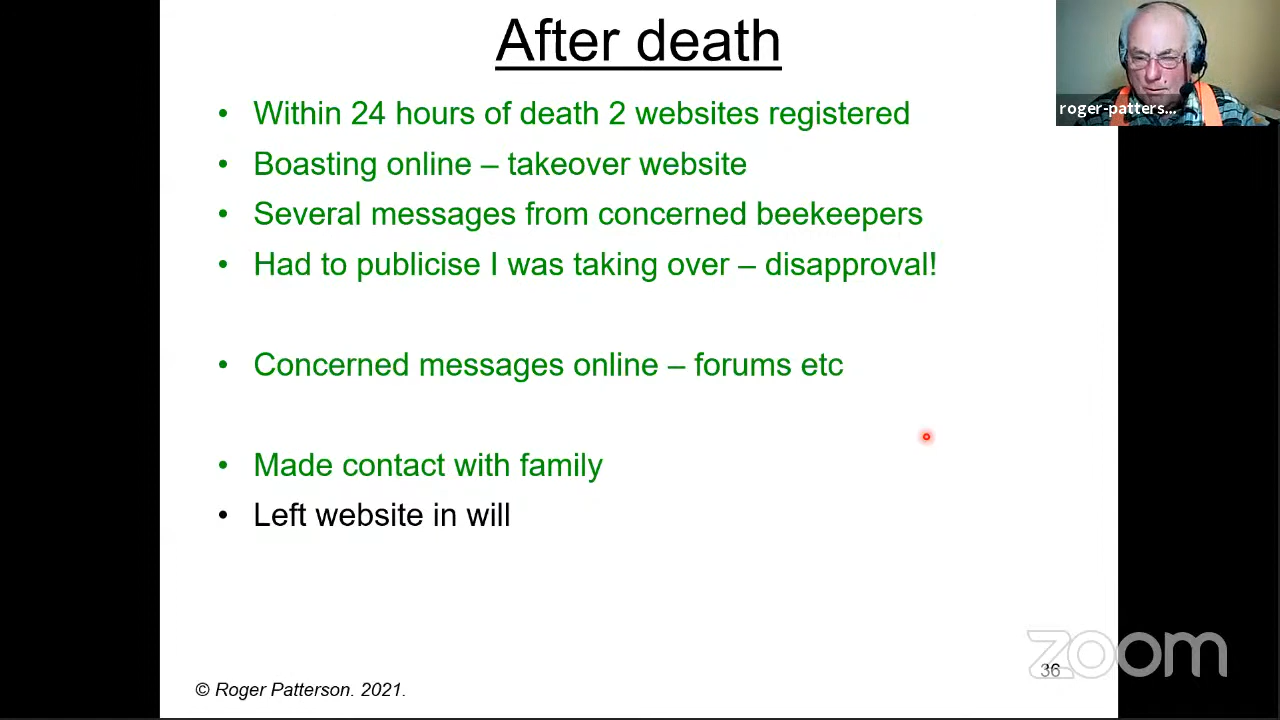 After death
roger-patters...
• Within 24 hours of death 2 websites registered
• Boasting online – takeover website
• Several messages from concerned beekeepers
• Had to publicise I was taking over – disapproval!
• Concerned messages online – forums etc
• Made contact with family
• Left website in will
zoom
36
© Roger Patterson. 2021.